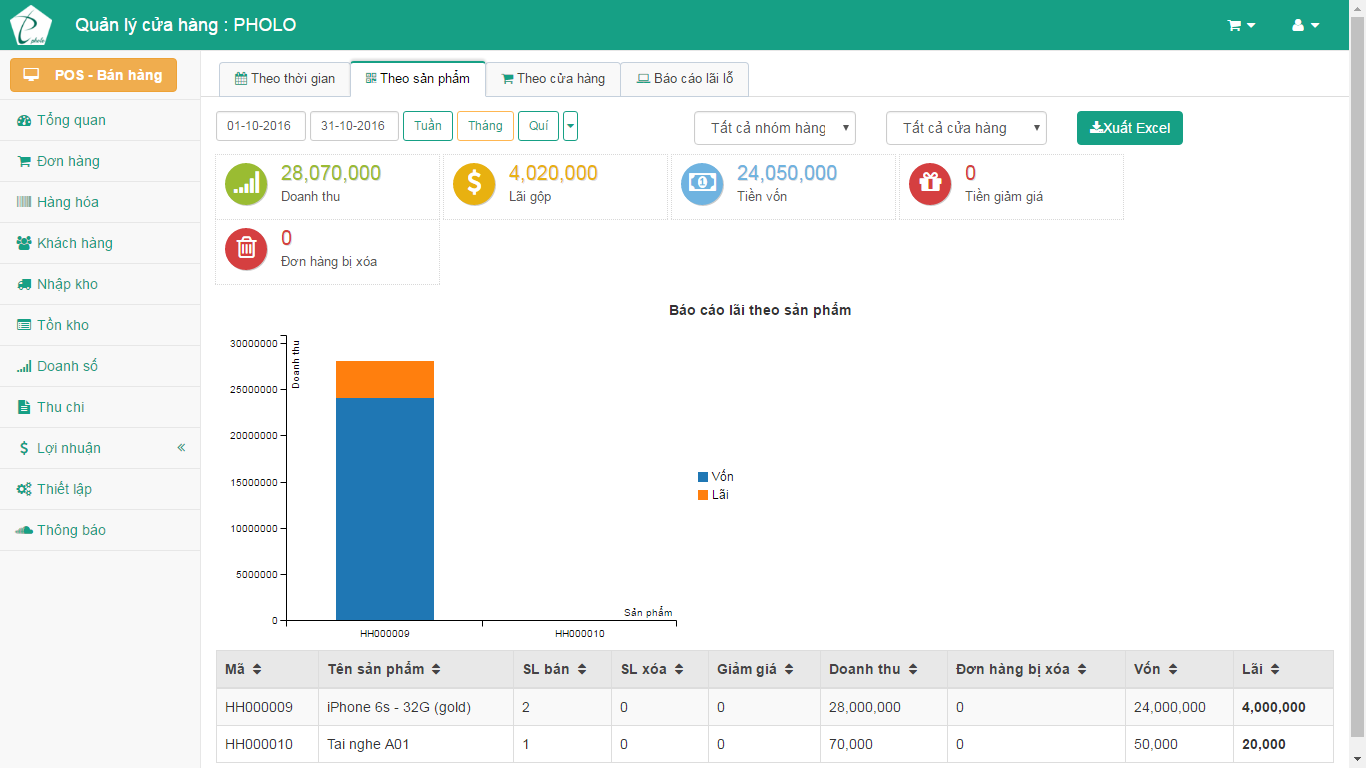 pholo
Quản lý cửa hàng : PHOLO
POS - Bán hàng
Tổng quan
Đơn hàng
Hàng hóa
Khách hàng
Nhập kho
Tồn kho
Doanh số
Thu chi
Lợi nhuận
Thiết lập
Thông báo
Theo thời gian Theo sản phẩm Theo cửa hàng Báo cáo lãi lỗ
01-10-2016 31-10-2016 Tuần Tháng Quí Tất cả nhóm hàng Tất cả cửa hàng Xuất Excel
28,070,000
Doanh thu
4,020,000
Lãi gộp
24,050,000
Tiền vốn
0
Tiền giảm giá
0
Đơn hàng bị xóa
Báo cáo lãi theo sản phẩm
Doanh thu
30000000
25000000
20000000
15000000
10000000
5000000
0
Sản phẩm
HH000009 HH000010
Vốn
Lãi
Mã Tên sản phẩm SL bán SL xóa Giảm giá Doanh thu Đơn hàng bị xóa Vốn Lãi
HH000009 iPhone 6s - 32G (gold) 2 0 0 28,000,000 0 24,000,000 4,000,000
HH000010 Tai nghe A01 1 0 0 70,000 0 50,000 20,000